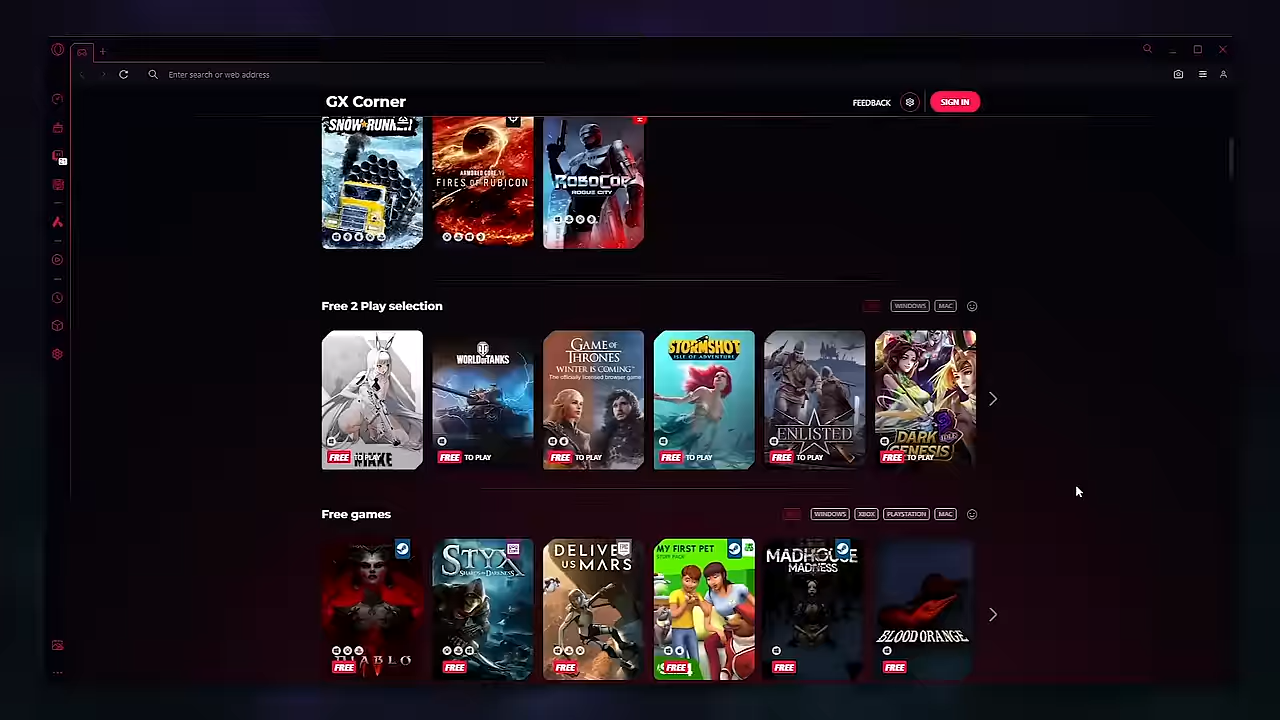 Enter search or web address
GX Corner
FEEDBACK
SIGN IN
SNOWRUNNER
ARMORED CORE VI
FIRES OF RUBICON
ROBOCOP
ROGUE CITY
Free 2 Play selection
WINDOWS MAC
FREE TO PLAY
WORLD OF TANKS
FREE TO PLAY
GAME OF
THRONES
WINTER IS COMING™
The officially licensed browser game
FREE TO PLAY
STORMSHOT
ISLE OF ADVENTURE
FREE TO PLAY
ENLISTED
FREE TO PLAY
DARK
GENESIS
IDLE
FREE TO PLAY
Free games
WINDOWS XBOX PLAYSTATION MAC
DIABLO
FREE
STYX
SHARDS OF DARKNESS
FREE
DELIVER
US MARS
FREE
MY FIRST PET
STUFF PACK
FREE
MADHOUSE
MADNESS
FREE
BLOOD ORANGE
FREE